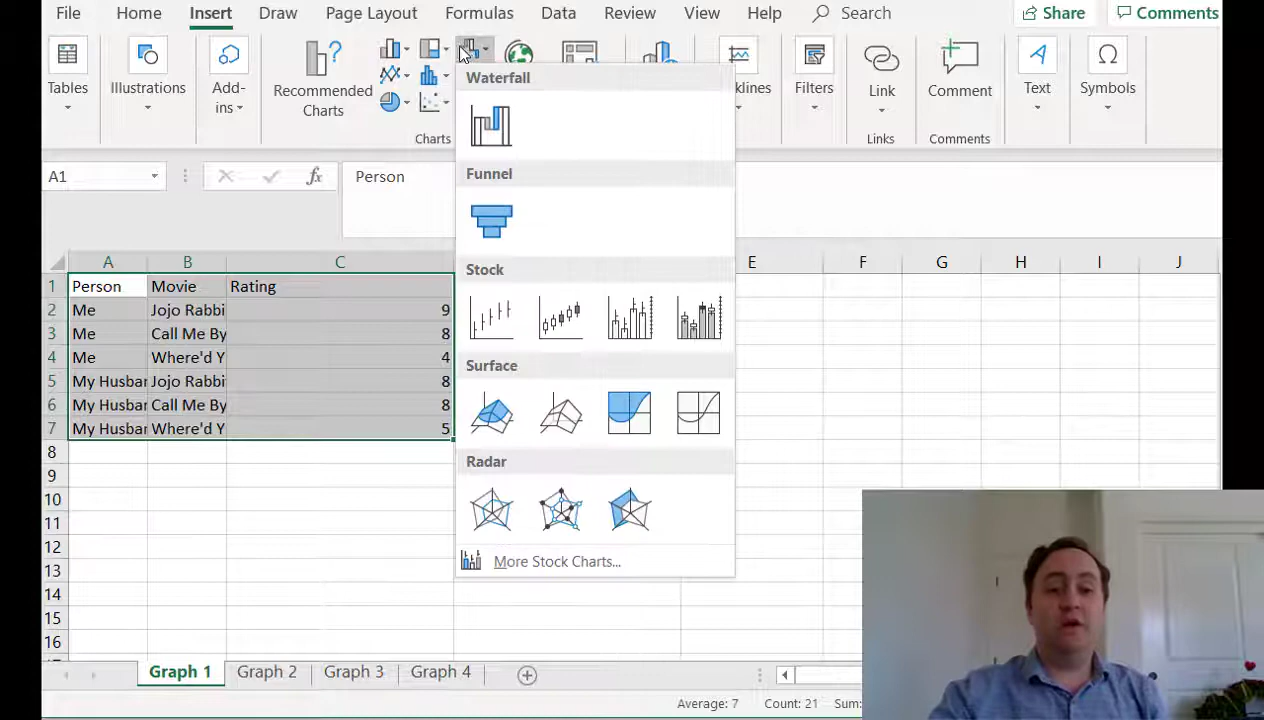 File Home Insert Draw Page Layout Formulas Data Review View Help Search Share Comments
Tables Illustrations Add-ins Recommended Charts Filters Link Comment Text Symbols
Charts Links Comments
A1 fx Person
Waterfall
Funnel
Stock
Surface
Radar
More Stock Charts...
A B C E F G H I J
1 Person Movie Rating
2 Me Jojo Rabbi 9
3 Me Call Me By 8
4 Me Where'd Y 4
5 My Husbar Jojo Rabbi 8
6 My Husbar Call Me By 8
7 My Husbar Where'd Y 5
8
9
10
11
12
13
14
15
16
Graph 1 Graph 2 Graph 3 Graph 4
Average: 7 Count: 21 Sum: